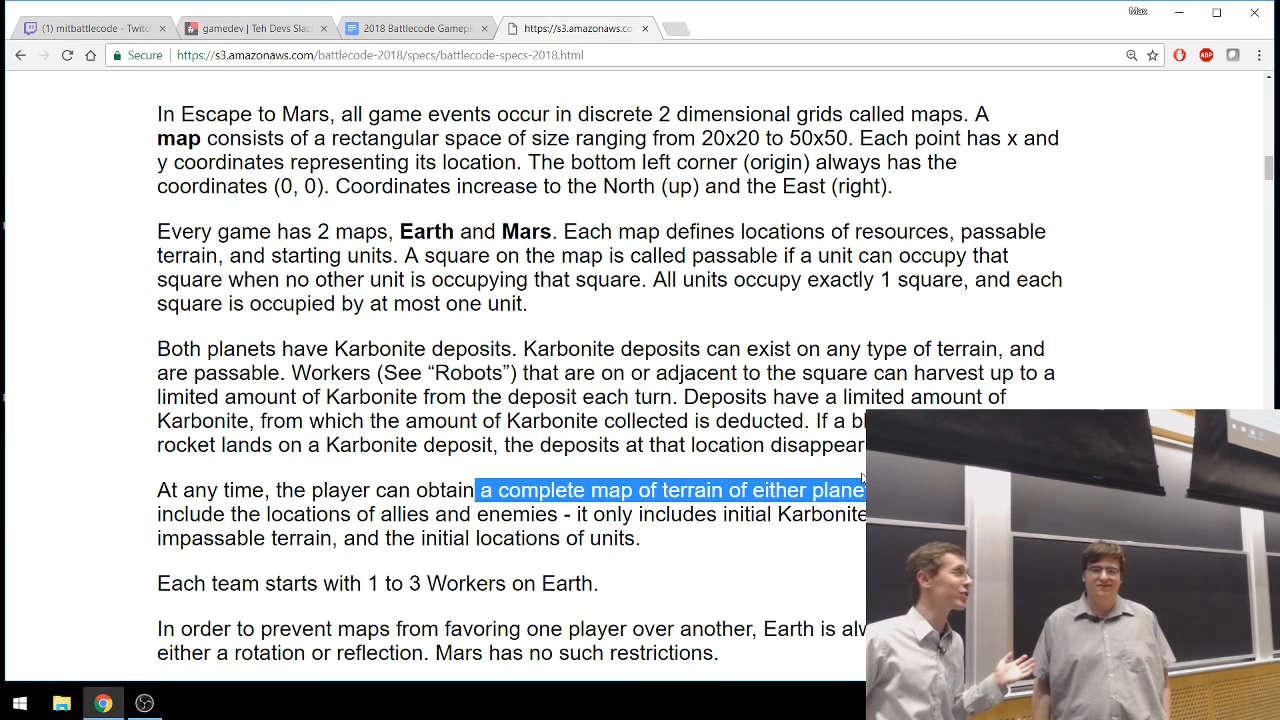 Max
(1) mitbattlecode - Twitch
gamedev | Teh Devs Slac
2018 Battlecode Gamepl
https://s3.amazonaws.co
Secure
https://s3.amazonaws.com/battlecode-2018/specs/battlecode-specs-2018.html
ABP
In Escape to Mars, all game events occur in discrete 2 dimensional grids called maps. A
map consists of a rectangular space of size ranging from 20x20 to 50x50. Each point has x and
y coordinates representing its location. The bottom left corner (origin) always has the
coordinates (0, 0). Coordinates increase to the North (up) and the East (right).
Every game has 2 maps, Earth and Mars. Each map defines locations of resources, passable
terrain, and starting units. A square on the map is called passable if a unit can occupy that
square when no other unit is occupying that square. All units occupy exactly 1 square, and each
square is occupied by at most one unit.
Both planets have Karbonite deposits. Karbonite deposits can exist on any type of terrain, and
are passable. Workers (See “Robots”) that are on or adjacent to the square can harvest up to a
limited amount of Karbonite from the deposit each turn. Deposits have a limited amount of
Karbonite, from which the amount of Karbonite collected is deducted. If a bl
rocket lands on a Karbonite deposit, the deposits at that location disappear
At any time, the player can obtain a complete map of terrain of either plane
include the locations of allies and enemies - it only includes initial Karbonite
impassable terrain, and the initial locations of units.
Each team starts with 1 to 3 Workers on Earth.
In order to prevent maps from favoring one player over another, Earth is alw
either a rotation or reflection. Mars has no such restrictions.